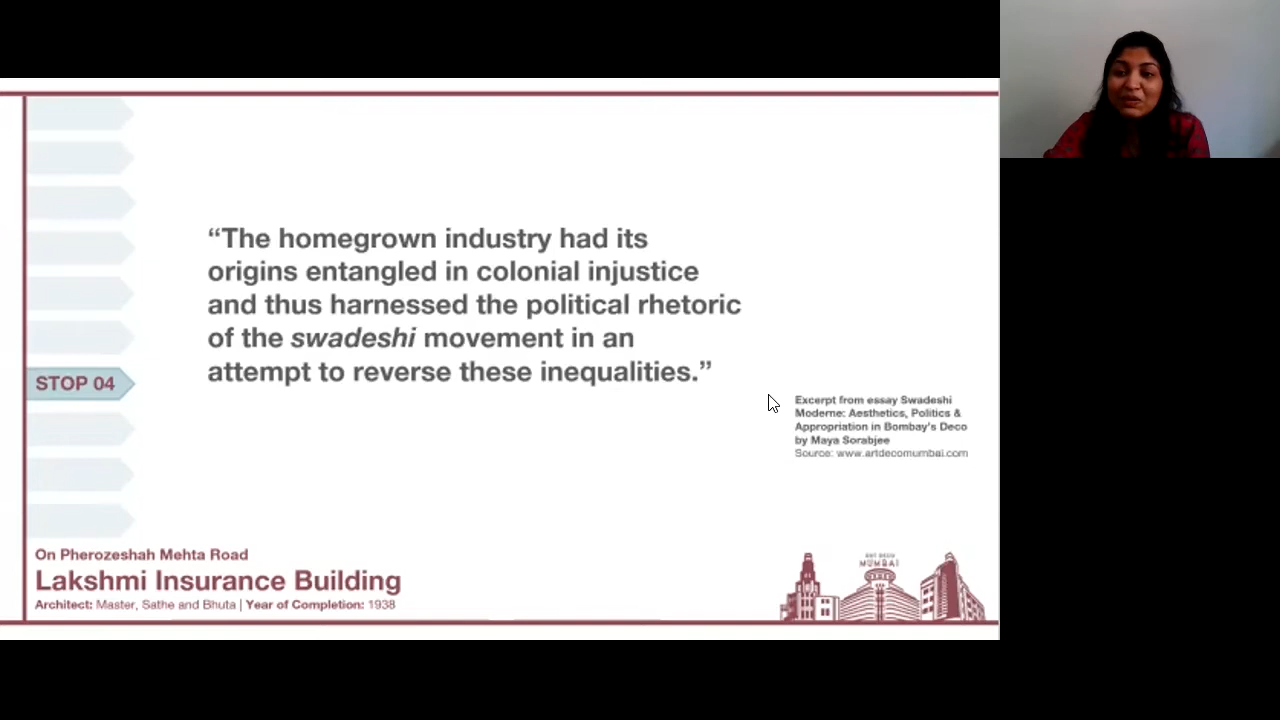 “The homegrown industry had its
origins entangled in colonial injustice
and thus harnessed the political rhetoric
of the swadeshi movement in an
attempt to reverse these inequalities.”
Excerpt from essay Swadeshi
Moderne: Aesthetics, Politics &
Appropriation in Bombay's Deco
by Maya Sorabjee
Source: www.artdecomumbai.com
STOP 04
On Pherozeshah Mehta Road
Lakshmi Insurance Building
Architect: Master, Sathe and Bhuta | Year of Completion: 1938
ART DECO
MUMBAI